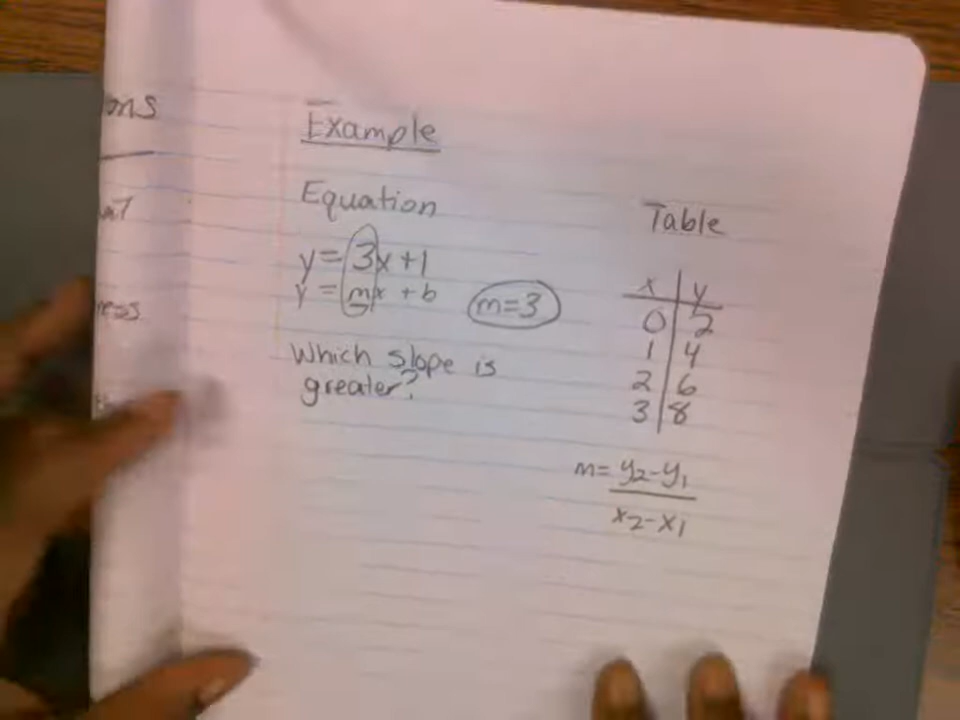 Example
Equation
y = 3x + 1
y = mx + b
m=3
Which slope is
greater?
Table
x y
0 2
1 4
2 6
3 8
m = y₂-y₁
x₂-x₁